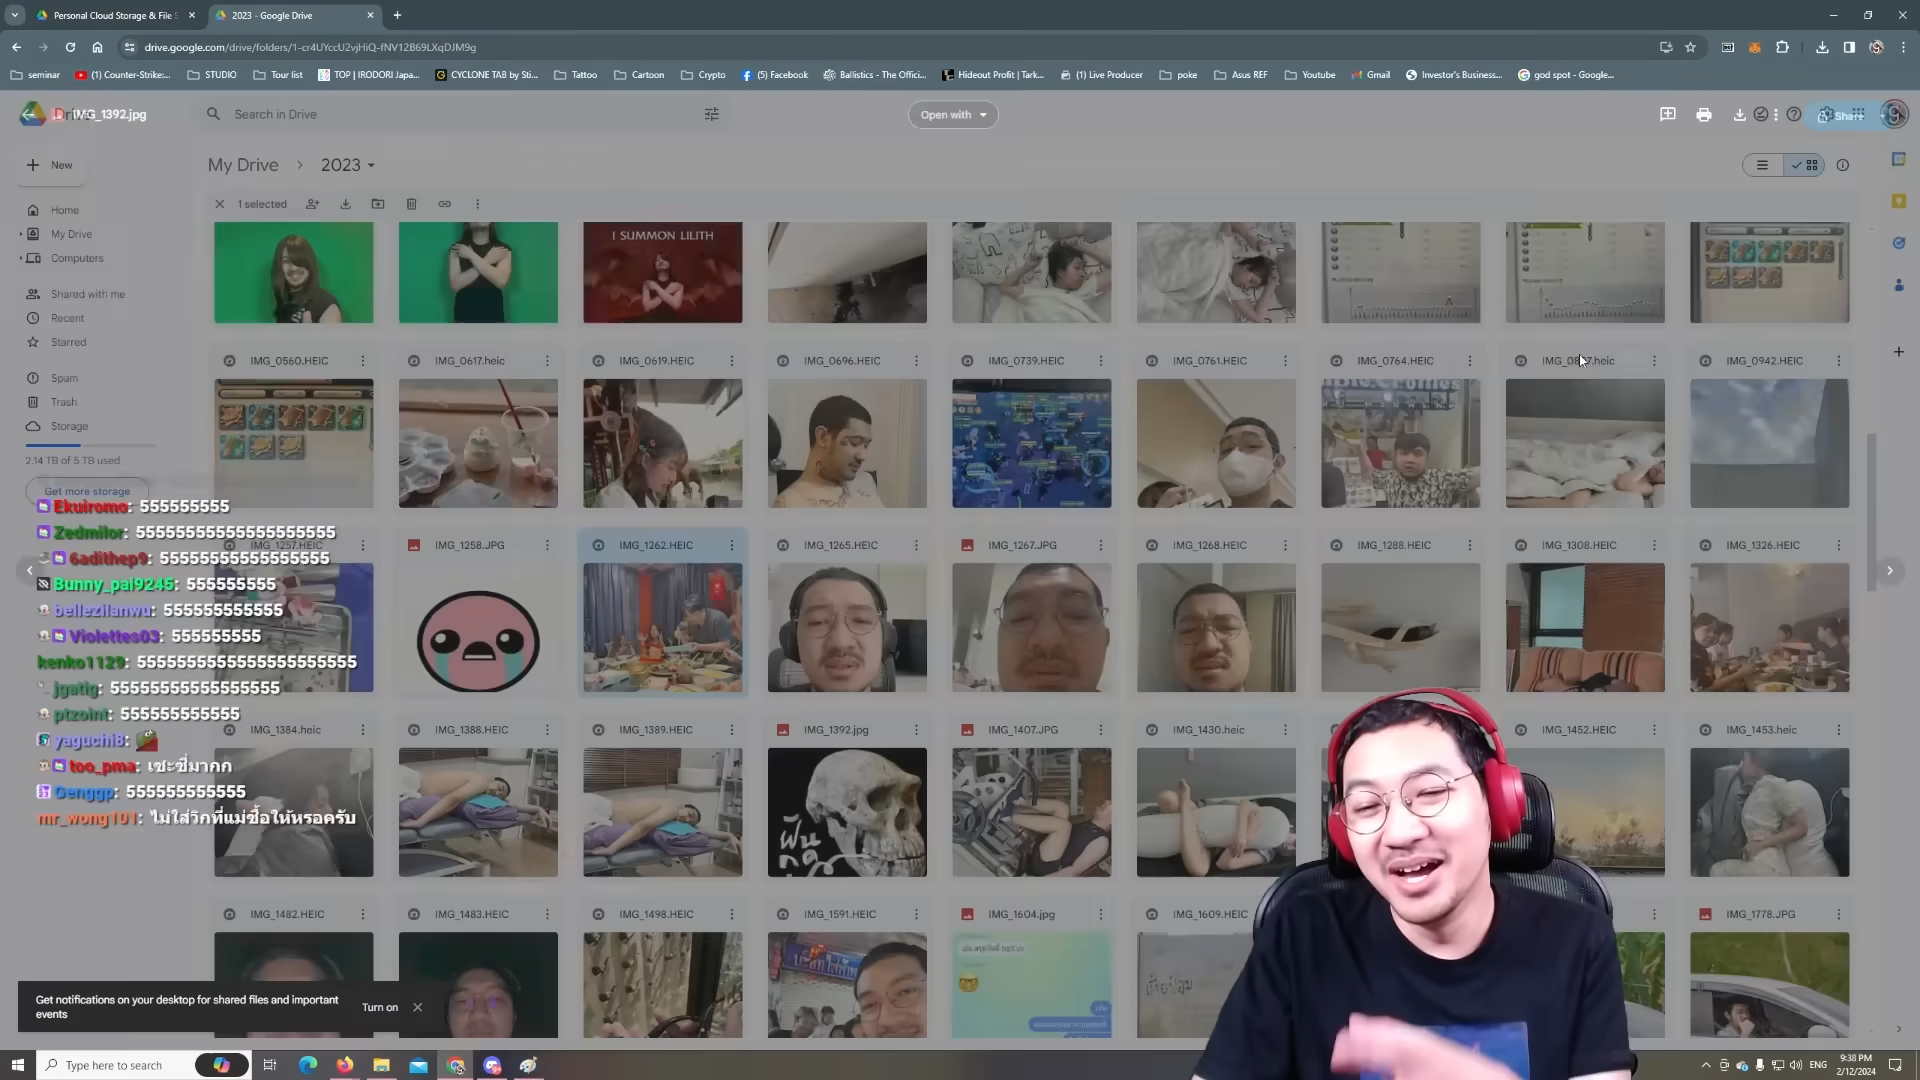 Personal Cloud Storage & File S
2023 - Google Drive
drive.google.com/drive/folders/1-cr4UYccU2vjHiQ-fNV12B69LXqDJM9g
seminar
(1) Counter-Strike:...
STUDIO
Tour list
TOP | IRODORI Japa...
CYCLONE TAB by Sti...
Tattoo
Cartoon
Crypto
(5) Facebook
Ballistics - The Offici...
Hideout Profit | Tark...
(1) Live Producer
poke
Asus REF
Youtube
Gmail
Investor's Business...
god spot - Google...
IMG_1392.jpg
Search in Drive
Open with
Share
New
My Drive
2023
Home
1 selected
My Drive
Computers
Shared with me
Recent
Starred
Spam
Trash
Storage
2.14 TB of 5 TB used
Get more storage
I SUMMON LILITH
IMG_0560.HEIC
IMG_0617.heic
IMG_0619.HEIC
IMG_0696.HEIC
IMG_0739.HEIC
IMG_0761.HEIC
IMG_0764.HEIC
IMG_0942.HEIC
IMG_1257.HEIC
IMG_1258.JPG
IMG_1262.HEIC
IMG_1265.HEIC
IMG_1267.JPG
IMG_1268.HEIC
IMG_1288.HEIC
IMG_1308.HEIC
IMG_1326.HEIC
Ekuiromo: 555555555
Zedmilor: 55555555555555555555
6adithep9: 55555555555555555
Bunny_pal9245: 555555555
bellezilanwu: 555555555555
Violettes03: 555555555
kenko1129: 5555555555555555555555
jgatig: 55555555555555555
ptzoint: 555555555555
yaguchi8:
too_pma: เซะซี่มากก
Genggp: 555555555555
mr_wong101: ไม่ใส่วิกที่แม่ซื้อให้หรอครับ
IMG_1384.heic
IMG_1388.HEIC
IMG_1389.HEIC
IMG_1392.jpg
IMG_1407.JPG
IMG_1430.heic
IMG_1452.HEIC
IMG_1453.heic
ฝัน
IMG_1482.HEIC
IMG_1483.HEIC
IMG_1498.HEIC
IMG_1591.HEIC
IMG_1604.jpg
IMG_1609.HEIC
IMG_1778.JPG
Get notifications on your desktop for shared files and important
events
Turn on
Type here to search
ENG
9:38 PM
2/12/2024